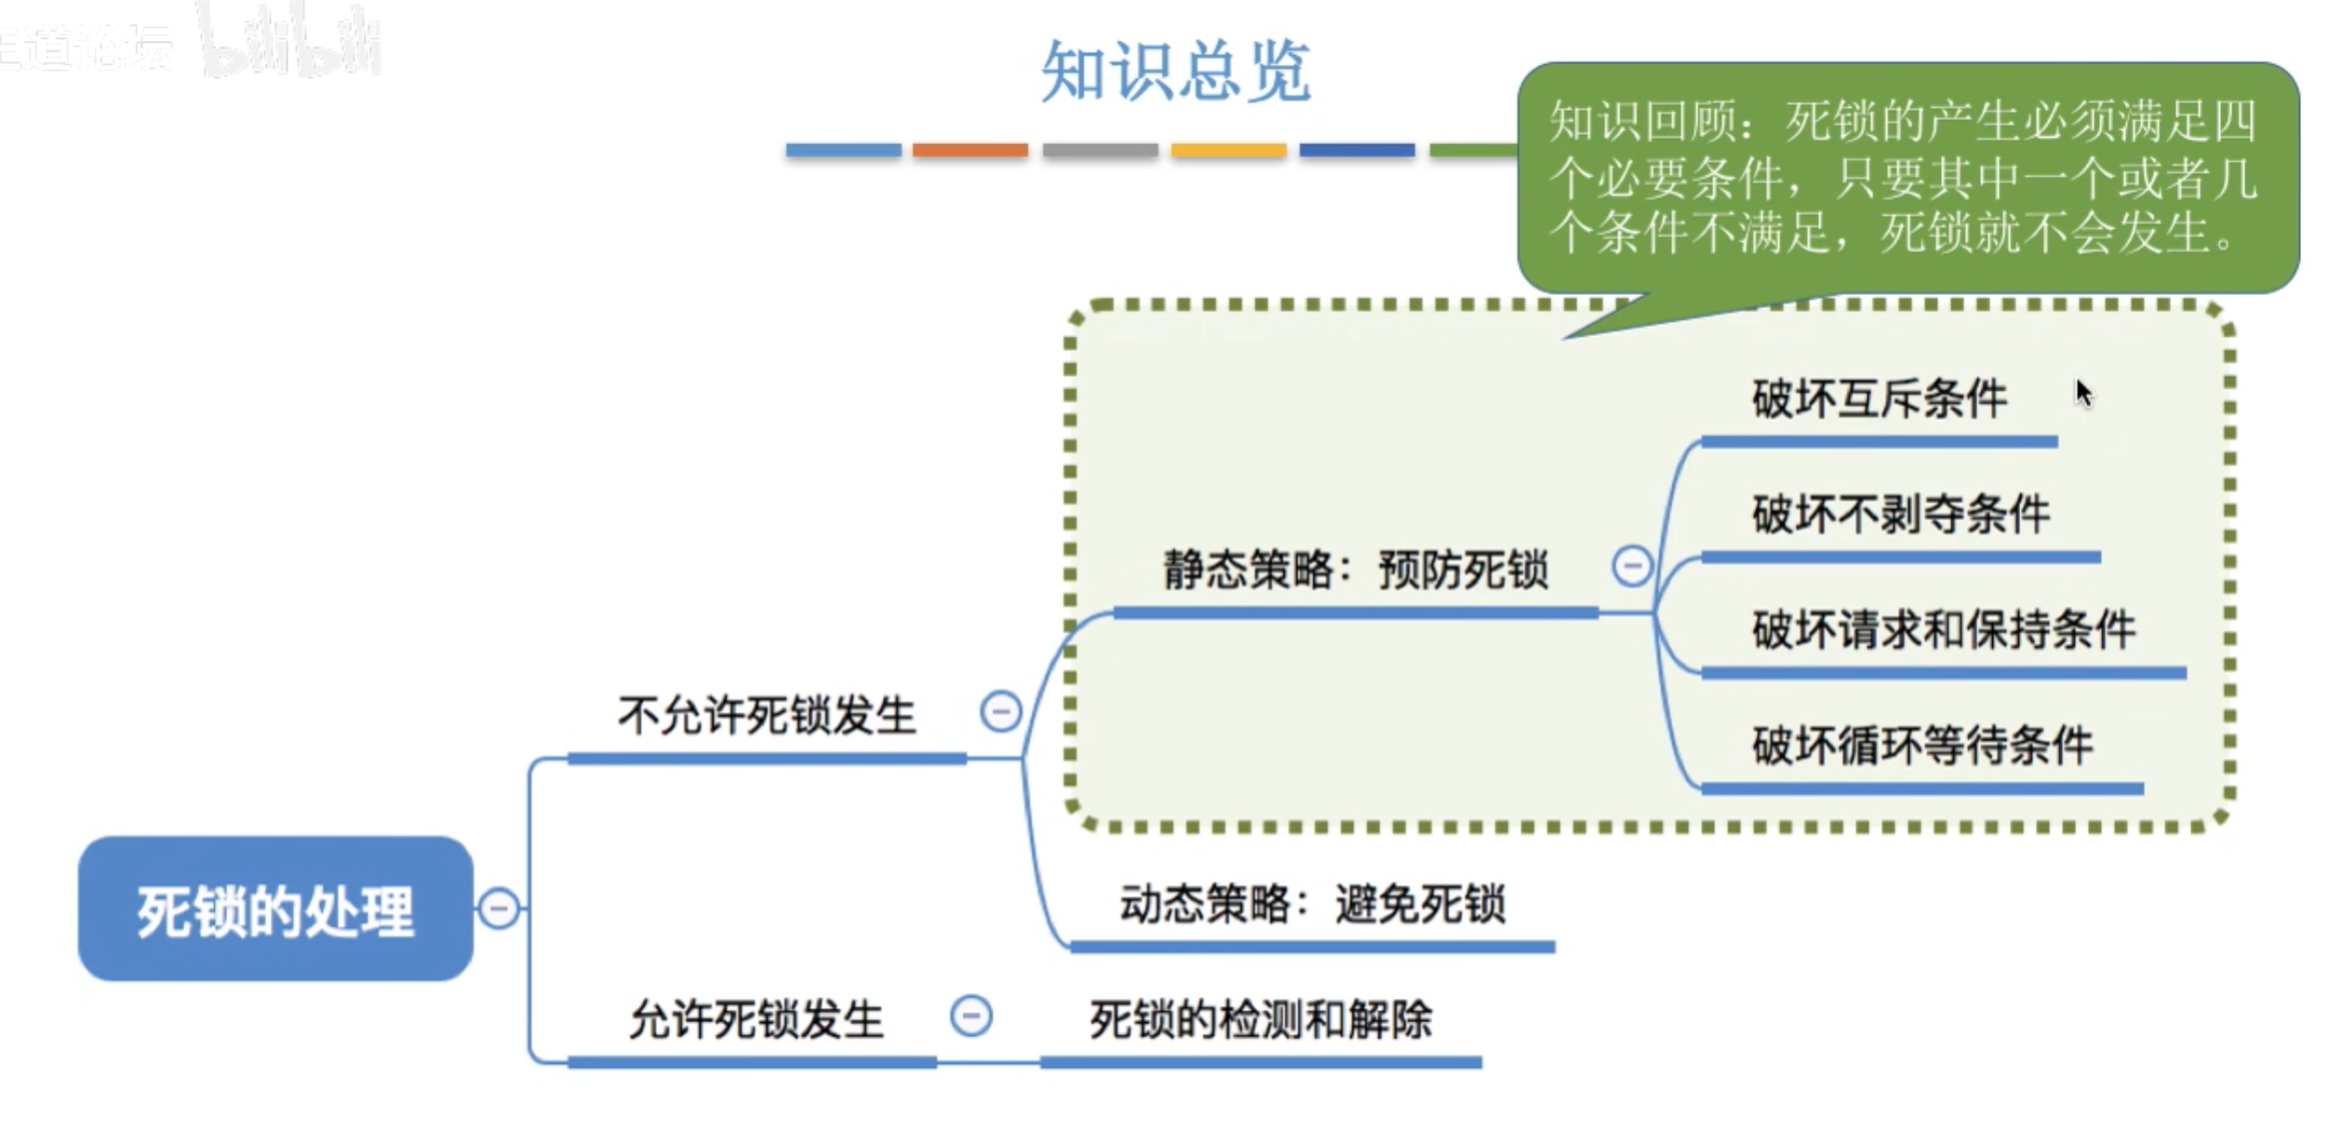 王道论坛 bilibili
知识总览
知识回顾：死锁的产生必须满足四
个必要条件，只要其中一个或者几
个条件不满足，死锁就不会发生。
破坏互斥条件
破坏不剥夺条件
静态策略：预防死锁
破坏请求和保持条件
不允许死锁发生
破坏循环等待条件
死锁的处理
动态策略：避免死锁
允许死锁发生
死锁的检测和解除